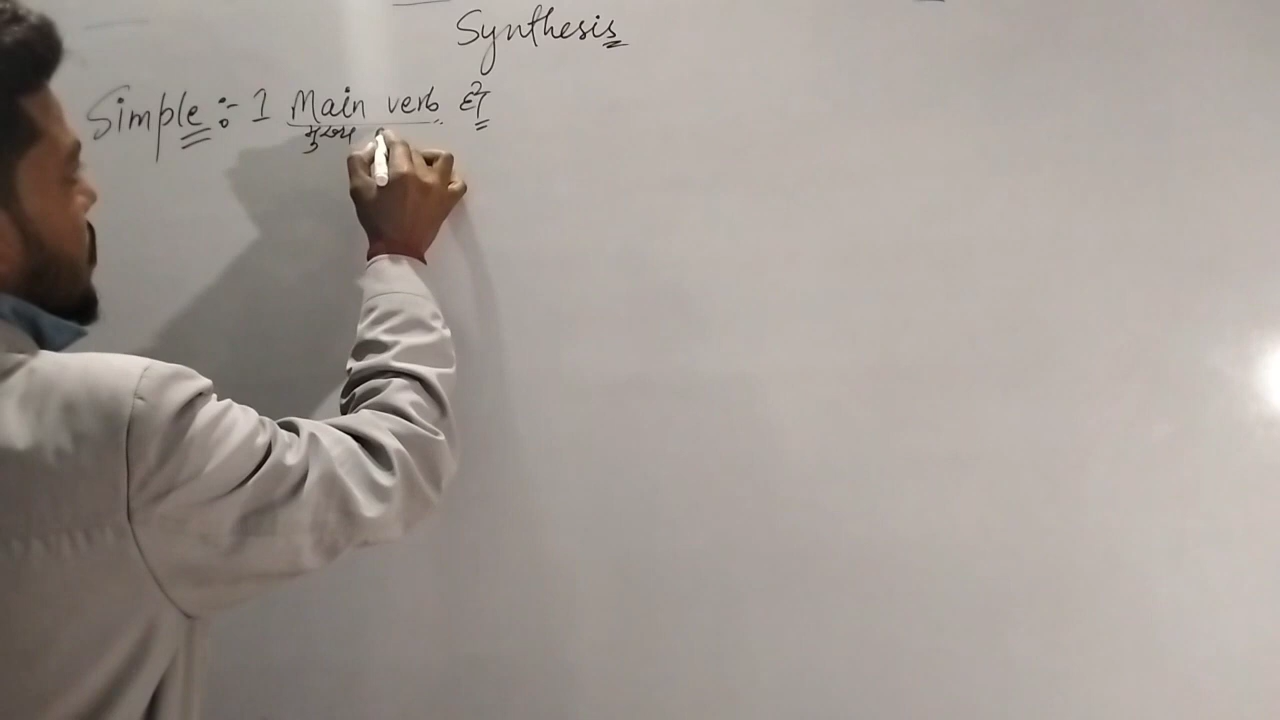 Synthesis
Simple :- 1 Main verb हो
मुख्य